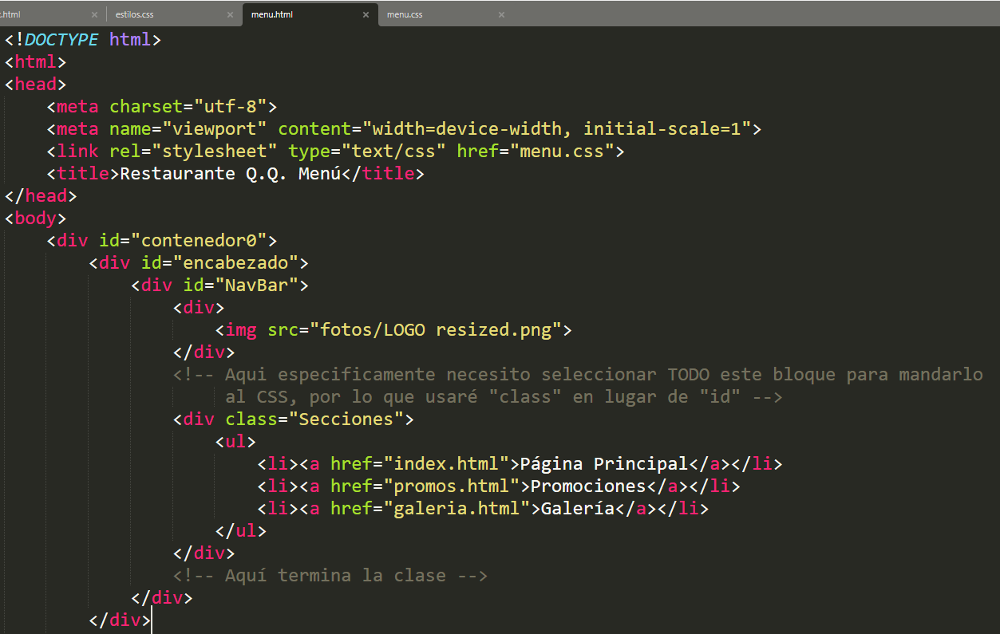 .html × estilos.css × menu.html × menu.css ×
<!DOCTYPE html>
<html>
<head>
<meta charset="utf-8">
<meta name="viewport" content="width=device-width, initial-scale=1">
<link rel="stylesheet" type="text/css" href="menu.css">
<title>Restaurante Q.Q. Menú</title>
</head>
<body>
<div id="contenedor0">
<div id="encabezado">
<div id="NavBar">
<div>
<img src="fotos/LOGO resized.png">
</div>
<!-- Aqui especificamente necesito seleccionar TODO este bloque para mandarlo
al CSS, por lo que usaré "class" en lugar de "id" -->
<div class="Secciones">
<ul>
<li><a href="index.html">Página Principal</a></li>
<li><a href="promos.html">Promociones</a></li>
<li><a href="galeria.html">Galería</a></li>
</ul>
</div>
<!-- Aquí termina la clase -->
</div>
</div>